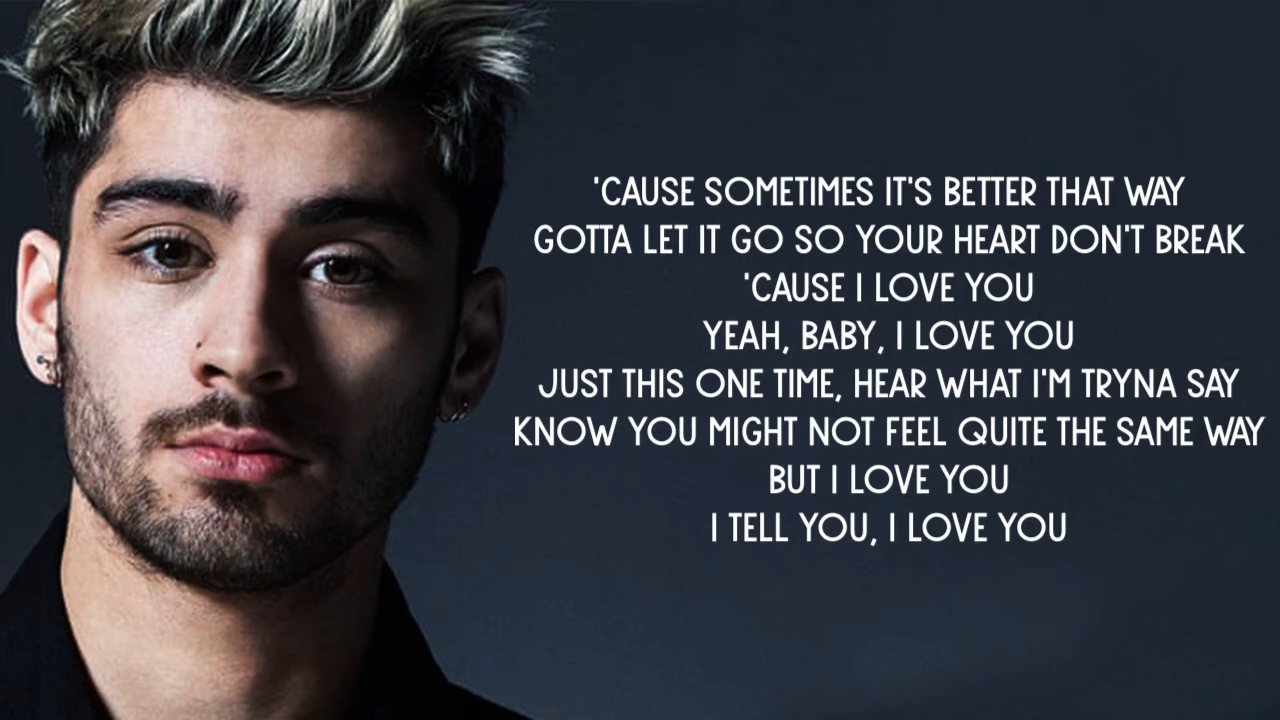 'CAUSE SOMETIMES IT'S BETTER THAT WAY
GOTTA LET IT GO SO YOUR HEART DON'T BREAK
'CAUSE I LOVE YOU
YEAH, BABY, I LOVE YOU
JUST THIS ONE TIME, HEAR WHAT I'M TRYNA SAY
KNOW YOU MIGHT NOT FEEL QUITE THE SAME WAY
BUT I LOVE YOU
I TELL YOU, I LOVE YOU